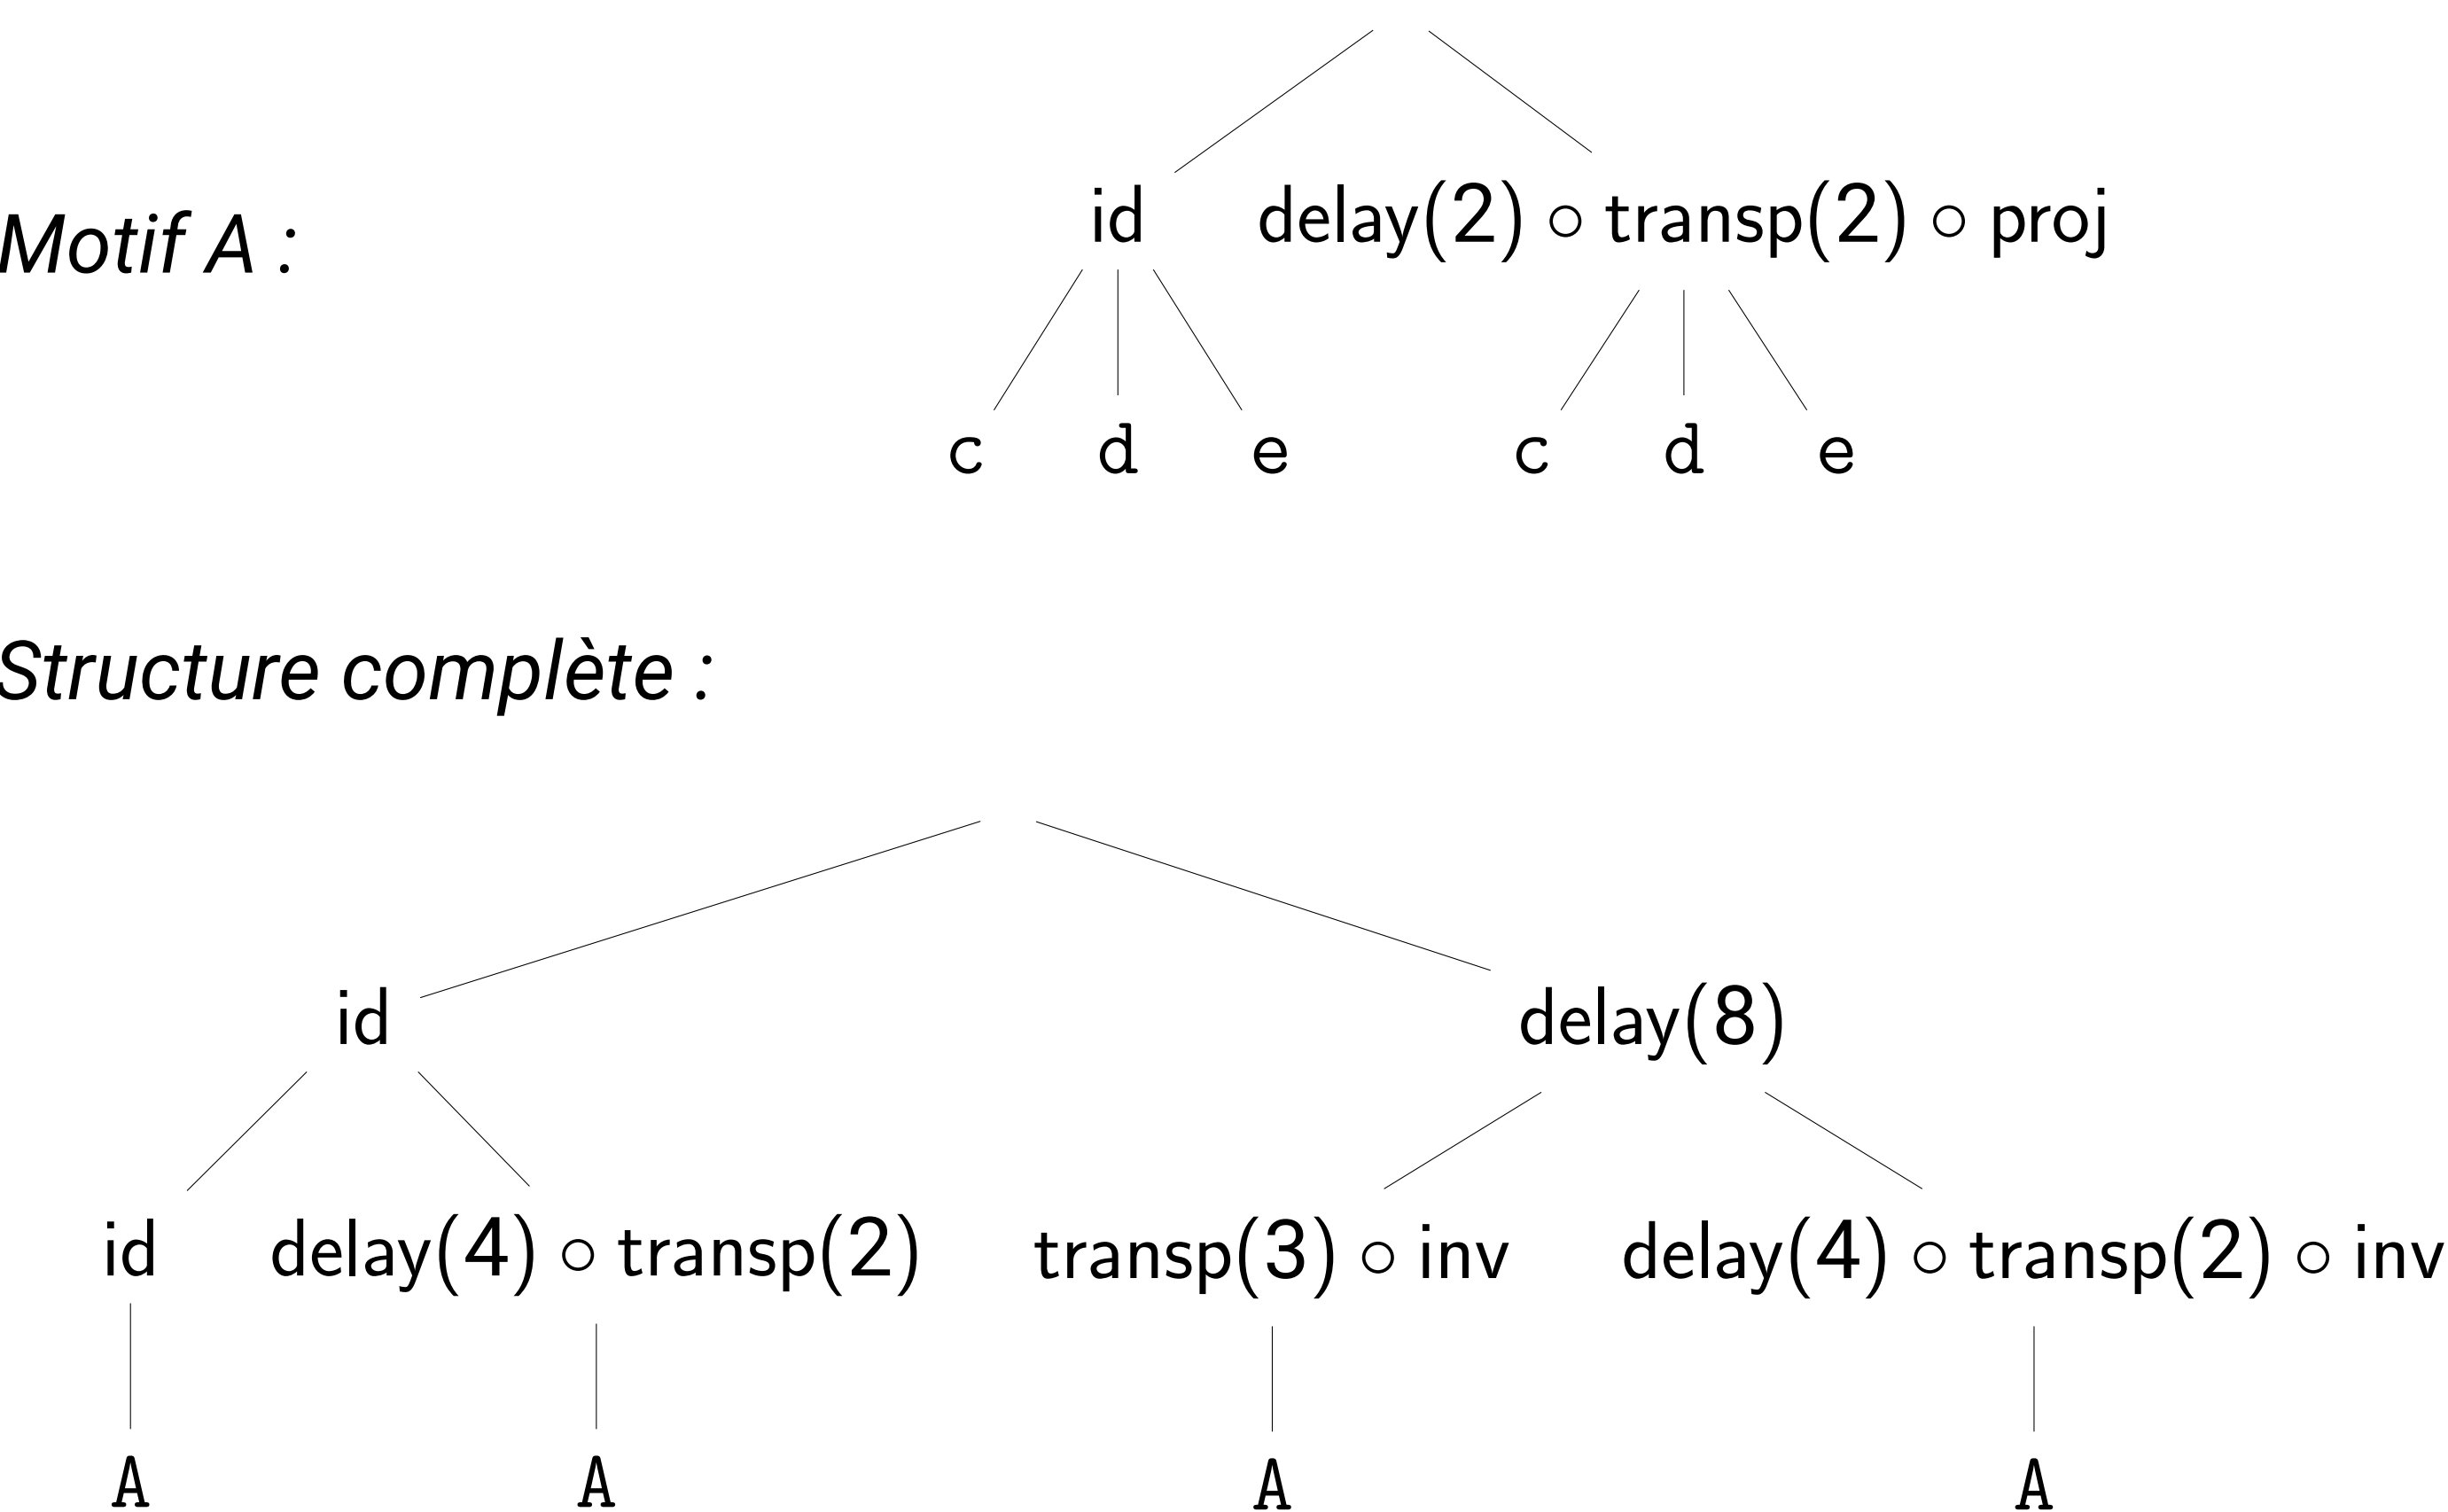 id delay(2) ∘ transp(2) ∘ proj
Motif A :
c d e c d e
Structure complète :
id delay(8)
id delay(4) ∘ transp(2) transp(3) ∘ inv delay(4) ∘ transp(2) ∘ inv
A A A A